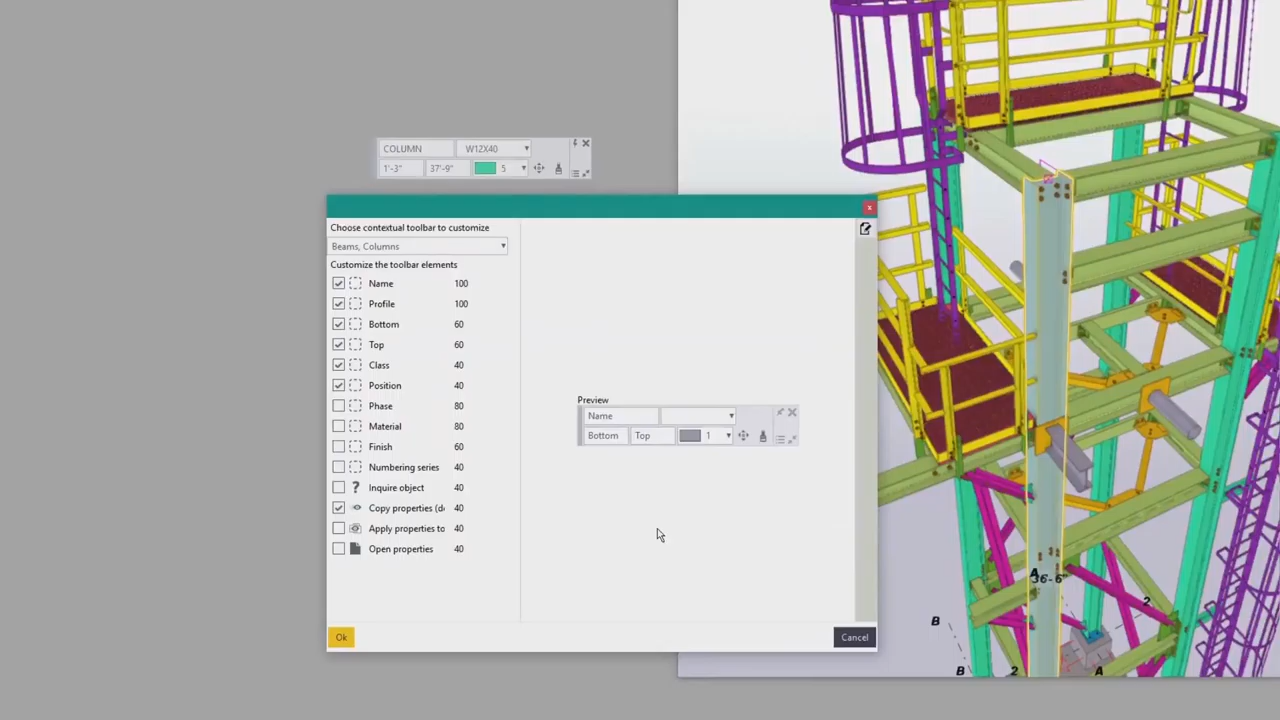 COLUMN W12X40
1'-3" 37'-9" 5
Choose contextual toolbar to customize
Beams, Columns
Customize the toolbar elements
Name 100
Profile 100
Bottom 60
Top 60
Class 40
Position 40
Phase 80
Material 80
Finish 60
Numbering series 40
? Inquire object 40
Copy properties (de 40
Apply properties to 40
Open properties 40
Preview
Name
Bottom Top 1
Ok
Cancel
A
36'-6"
2
B
B
2
A